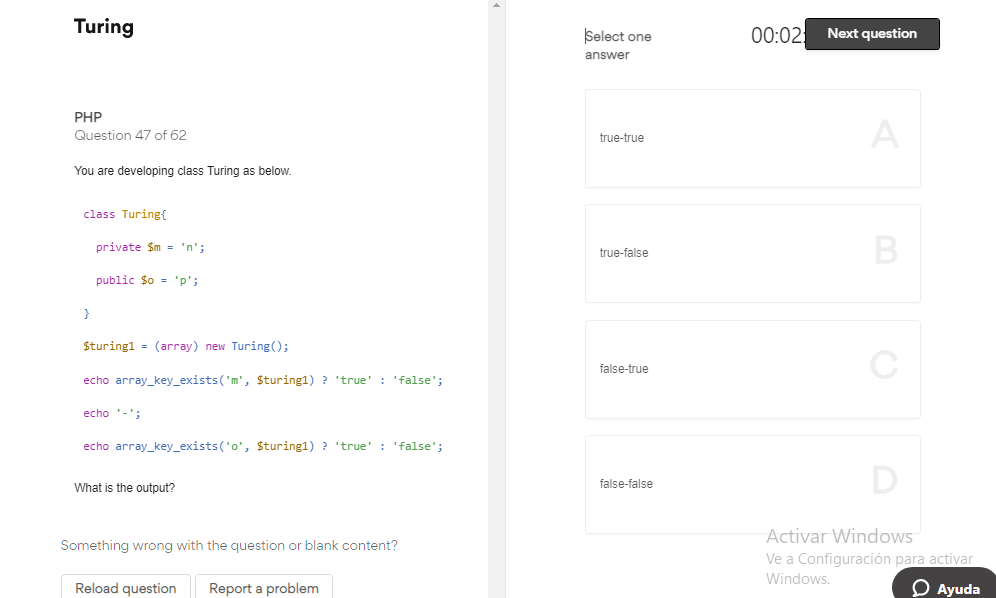 Turing
PHP
Question 47 of 62
You are developing class Turing as below.
class Turing{
private $m = 'n';
public $o = 'p';
}
$turing1 = (array) new Turing();
echo array_key_exists('m', $turing1) ? 'true' : 'false';
echo '-';
echo array_key_exists('o', $turing1) ? 'true' : 'false';
What is the output?
Something wrong with the question or blank content?
Reload question
Report a problem
Select one
answer
00:02:
Next question
true-true
A
true-false
B
false-true
C
false-false
D
Activar Windows
Ve a Configuración para activar
Windows.
Ayuda